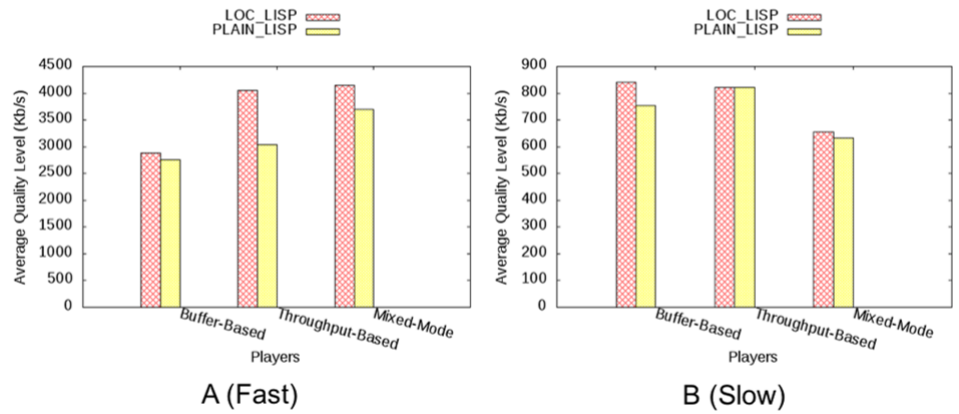 LOC_LISP
PLAIN_LISP
4500
4000
3500
3000
2500
2000
1500
1000
500
0
Average Quality Level (Kb/s)
Buffer-Based
Throughput-Based
Mixed-Mode
Players
A (Fast)
LOC_LISP
PLAIN_LISP
900
800
700
600
500
400
300
200
100
0
Average Quality Level (Kb/s)
Buffer-Based
Throughput-Based
Mixed-Mode
Players
B (Slow)